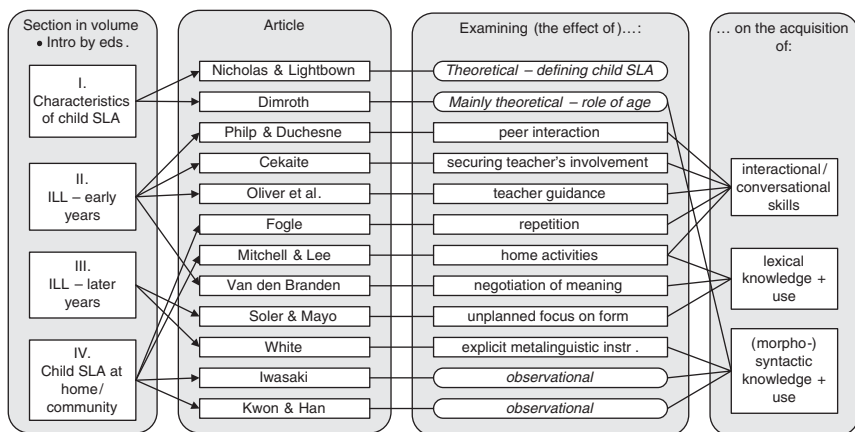 Section in volume
• Intro by eds.
I.
Characteristics
of child SLA
II.
ILL – early
years
III.
ILL – later
years
IV.
Child SLA at
home/
community
Article
Nicholas & Lightbown
Dimroth
Philp & Duchesne
Cekaite
Oliver et al.
Fogle
Mitchell & Lee
Van den Branden
Soler & Mayo
White
Iwasaki
Kwon & Han
Examining (the effect of)…:
Theoretical – defining child SLA
Mainly theoretical – role of age
peer interaction
securing teacher's involvement
teacher guidance
repetition
home activities
negotiation of meaning
unplanned focus on form
explicit metalinguistic instr.
observational
observational
… on the acquisition
of:
interactional/
conversational
skills
lexical
knowledge +
use
(morpho-)
syntactic
knowledge +
use